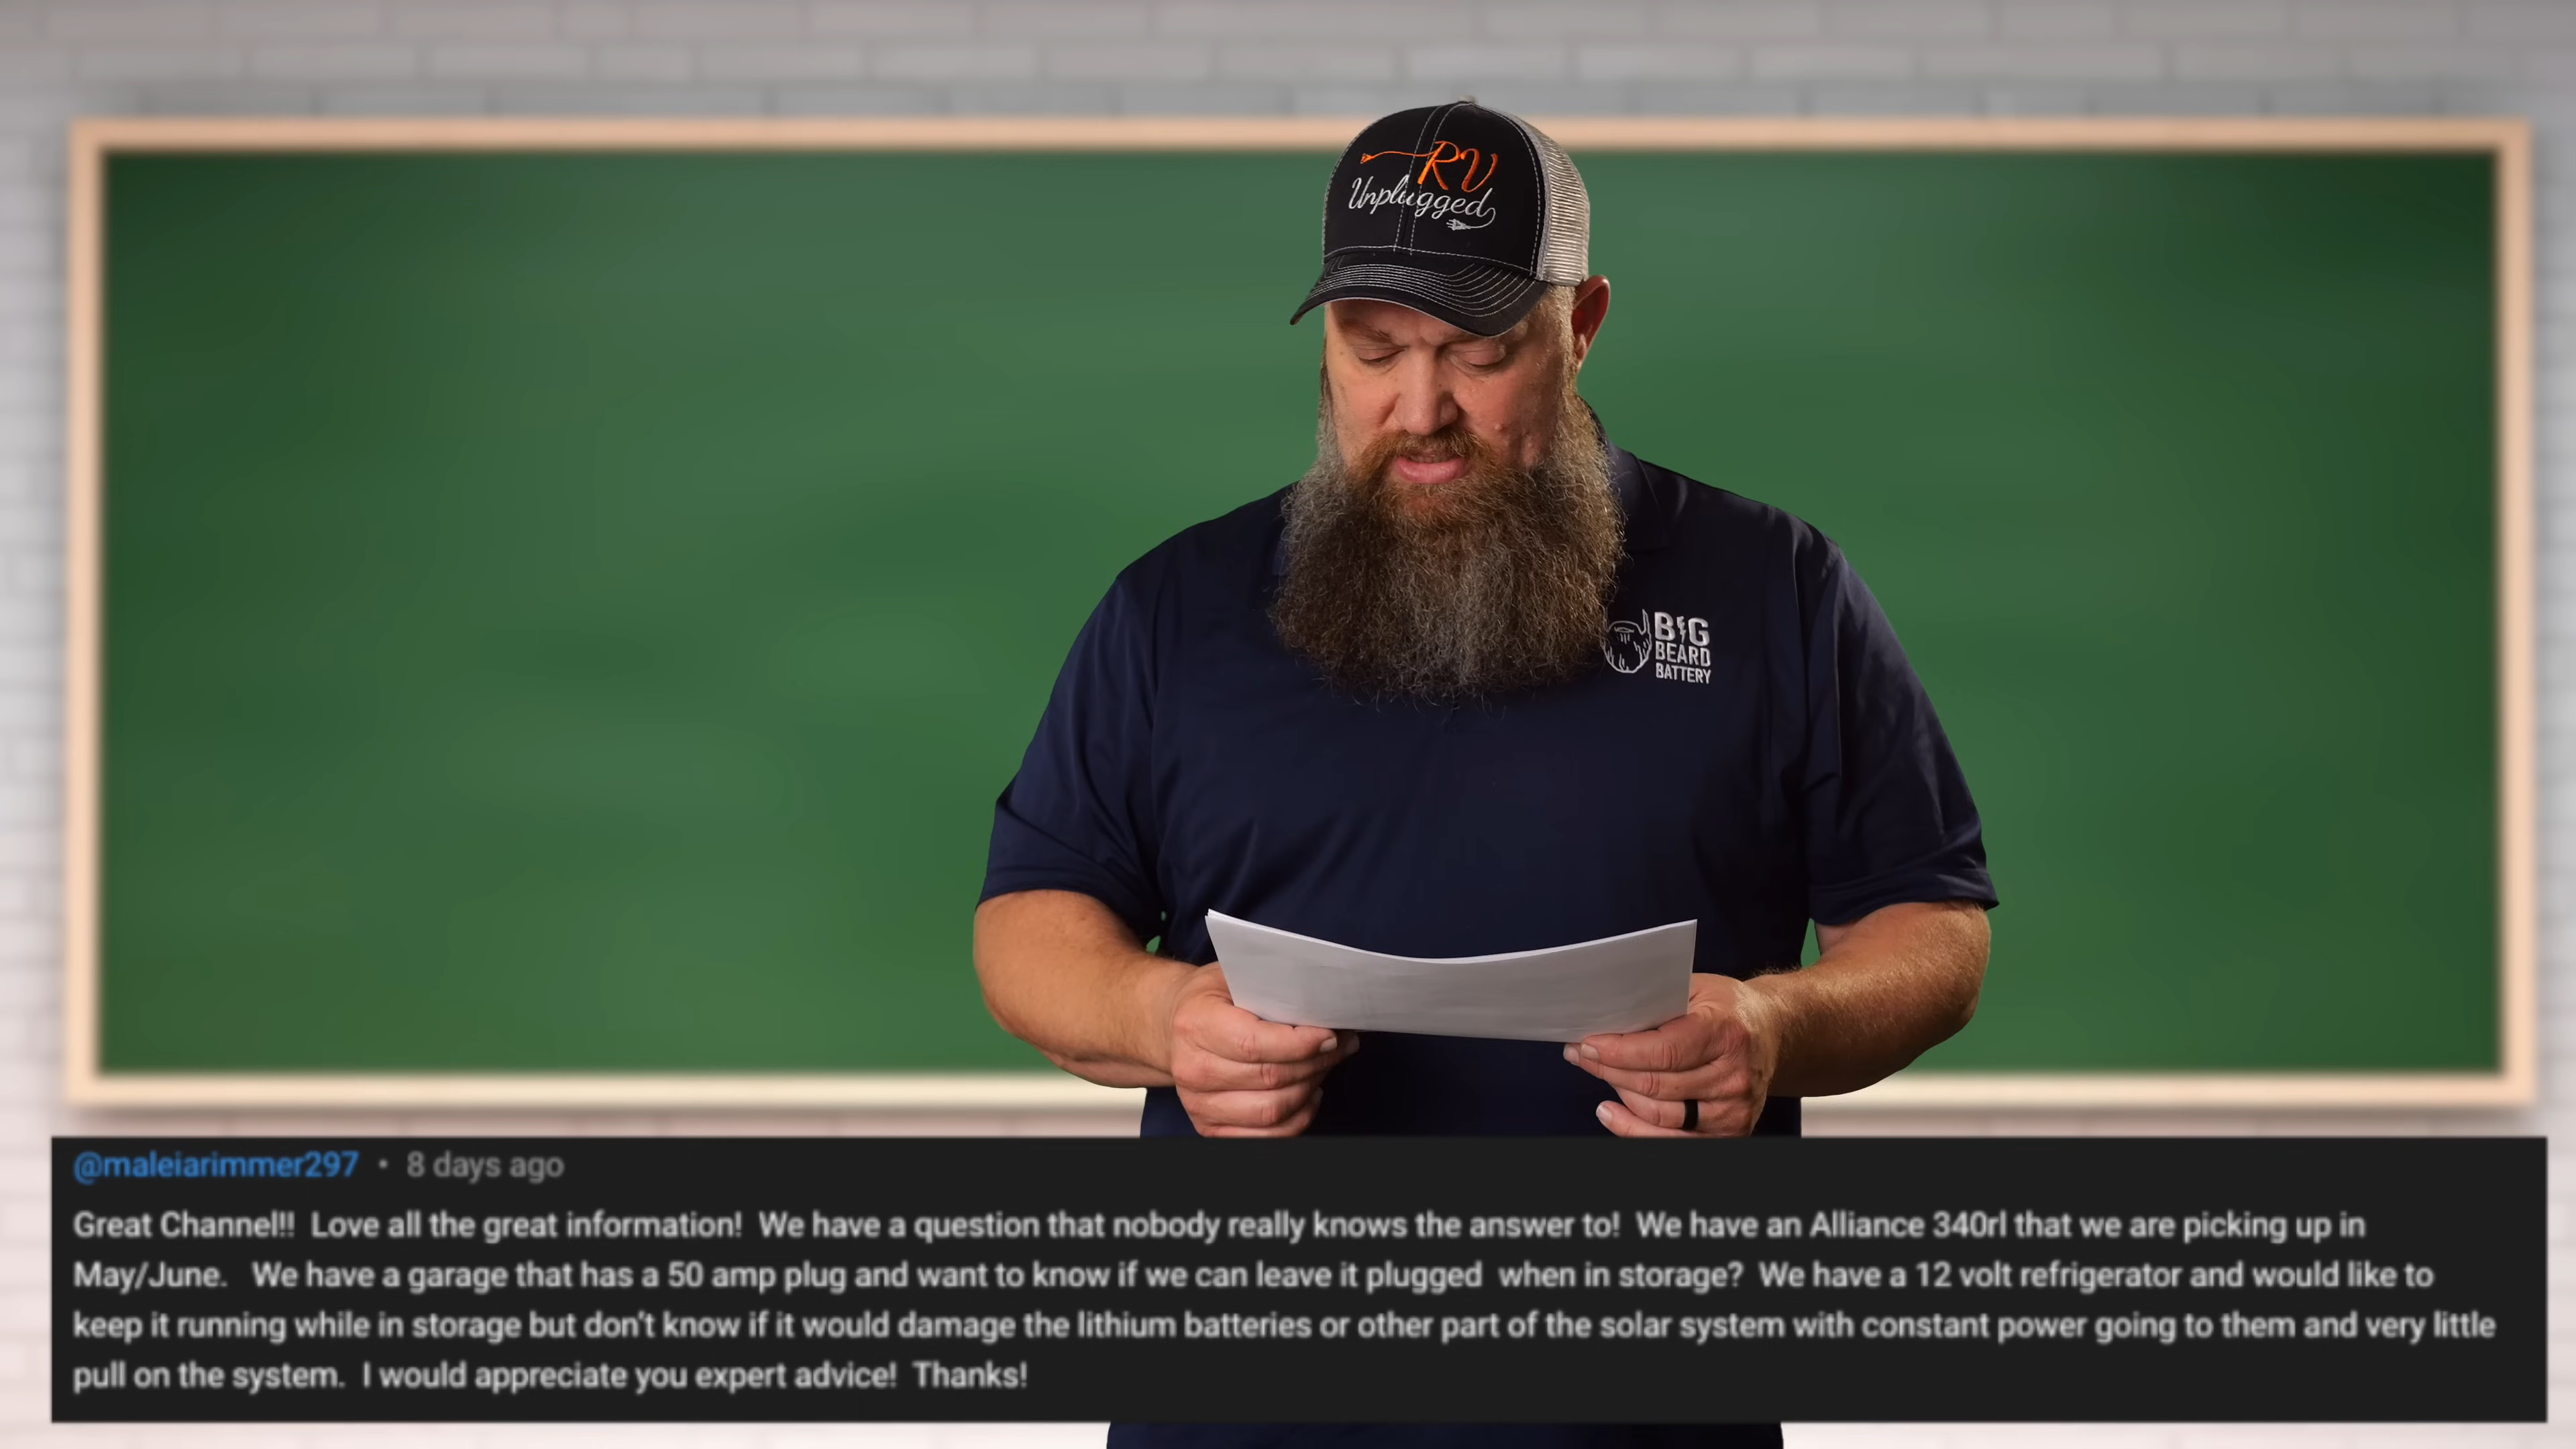 RV
Unplugged
BIG
BEARD
BATTERY
@maleiarimmer297 • 8 days ago
Great Channel!! Love all the great information! We have a question that nobody really knows the answer to! We have an Alliance 340rl that we are picking up in
May/June. We have a garage that has a 50 amp plug and want to know if we can leave it plugged when in storage? We have a 12 volt refrigerator and would like to
keep it running while in storage but don't know if it would damage the lithium batteries or other part of the solar system with constant power going to them and very little
pull on the system. I would appreciate you expert advice! Thanks!